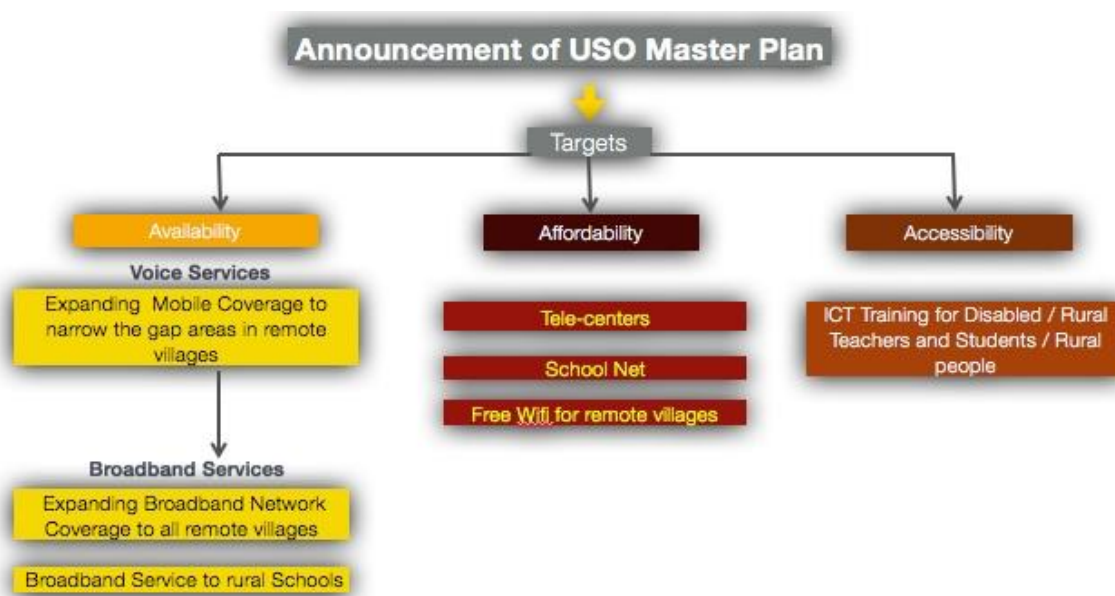 Announcement of USO Master Plan
Targets
Availability
Voice Services
Expanding Mobile Coverage to
narrow the gap areas in remote
villages
Broadband Services
Expanding Broadband Network
Coverage to all remote villages
Broadband Service to rural Schools
Affordability
Tele-centers
School Net
Free Wifi for remote villages
Accessibility
ICT Training for Disabled / Rural
Teachers and Students / Rural
people